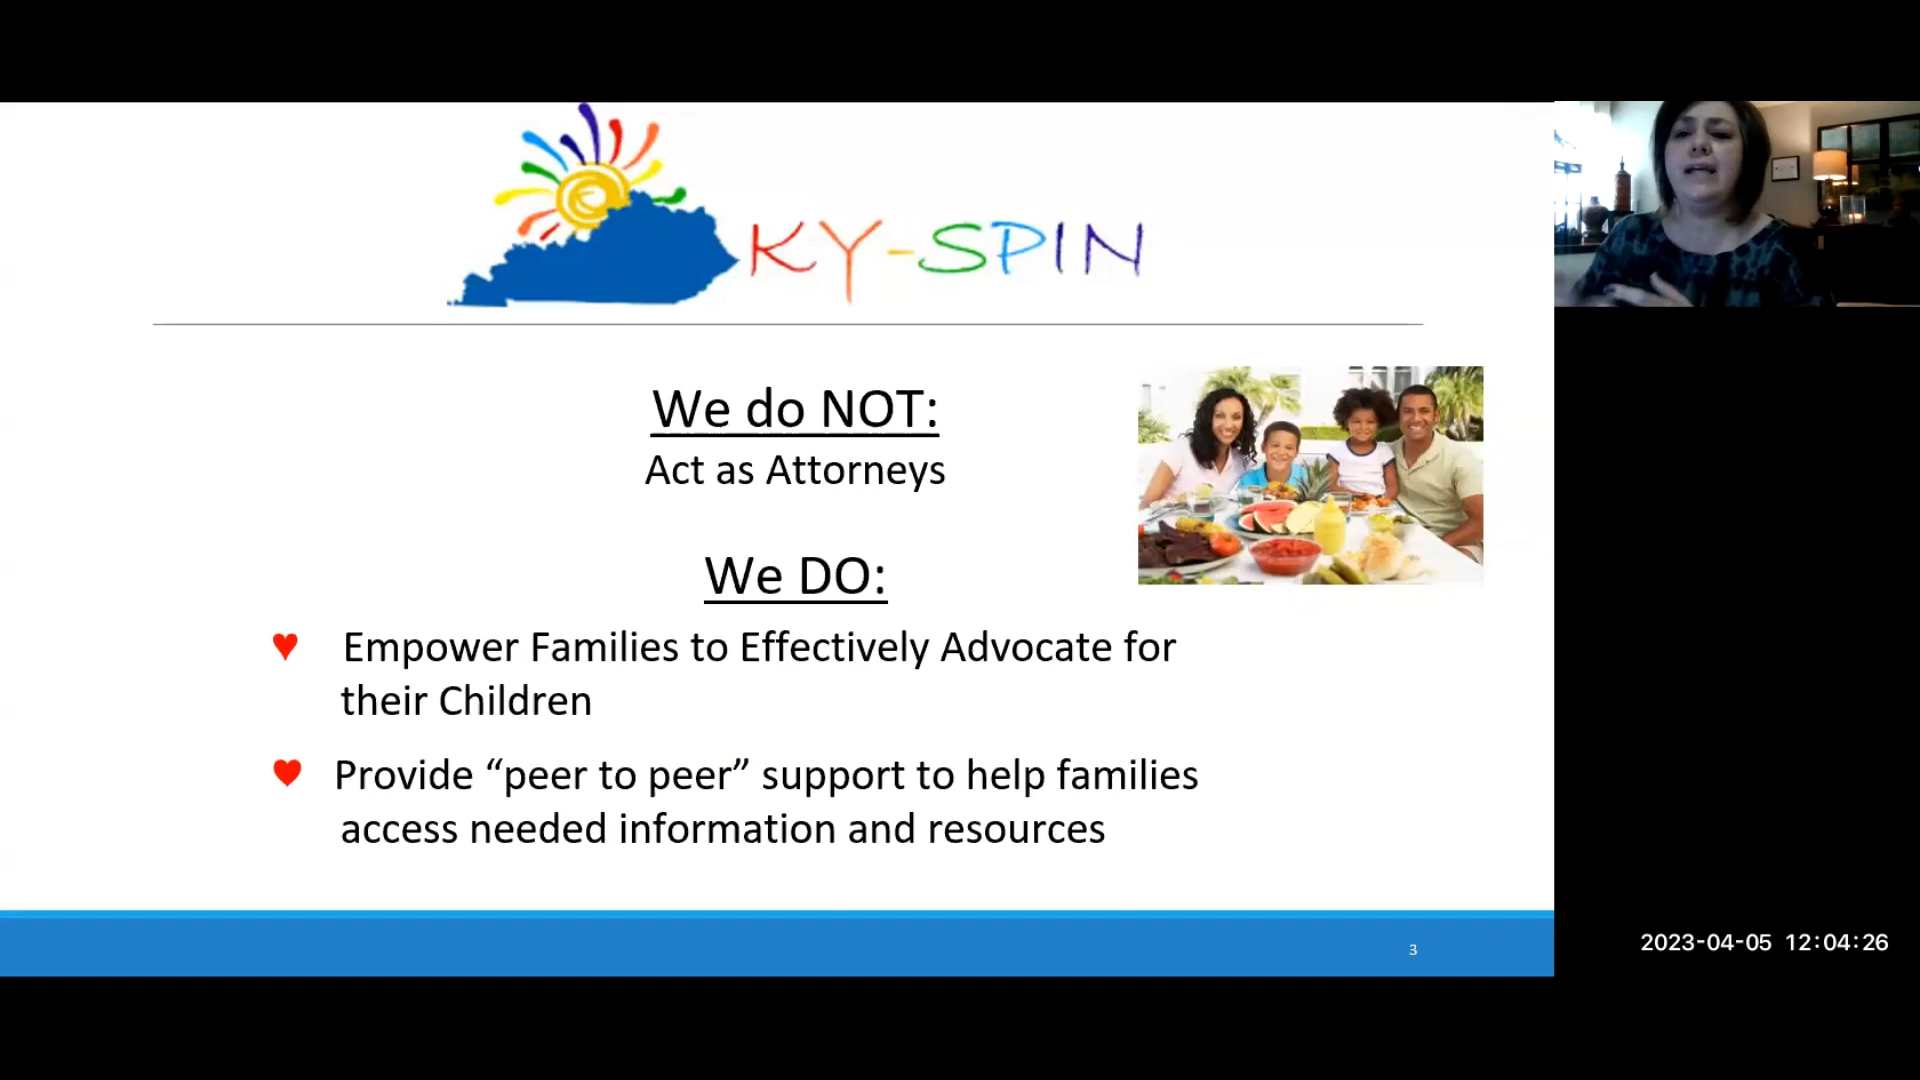 KY-SPIN
We do NOT:
Act as Attorneys
We DO:
♥ Empower Families to Effectively Advocate for
their Children
♥ Provide “peer to peer” support to help families
access needed information and resources
3
2023-04-05 12:04:26